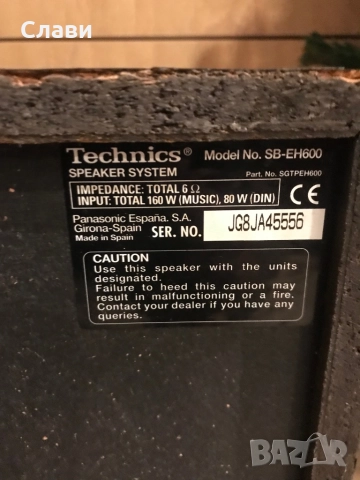 Слави
Technics® Model No. SB-EH600
SPEAKER SYSTEM Part. No. SGTPEH600
IMPEDANCE: TOTAL 6 Ω
INPUT: TOTAL 160 W (MUSIC), 80 W (DIN)
CE
Panasonic España. S.A.
Girona-Spain
Made in Spain
SER. NO. JG8JA45556
CAUTION
Use this speaker with the units
designated.
Failure to heed this caution may
result in malfunctioning or a fire.
Contact your dealer if you have any
queries.
BAZAR.BG